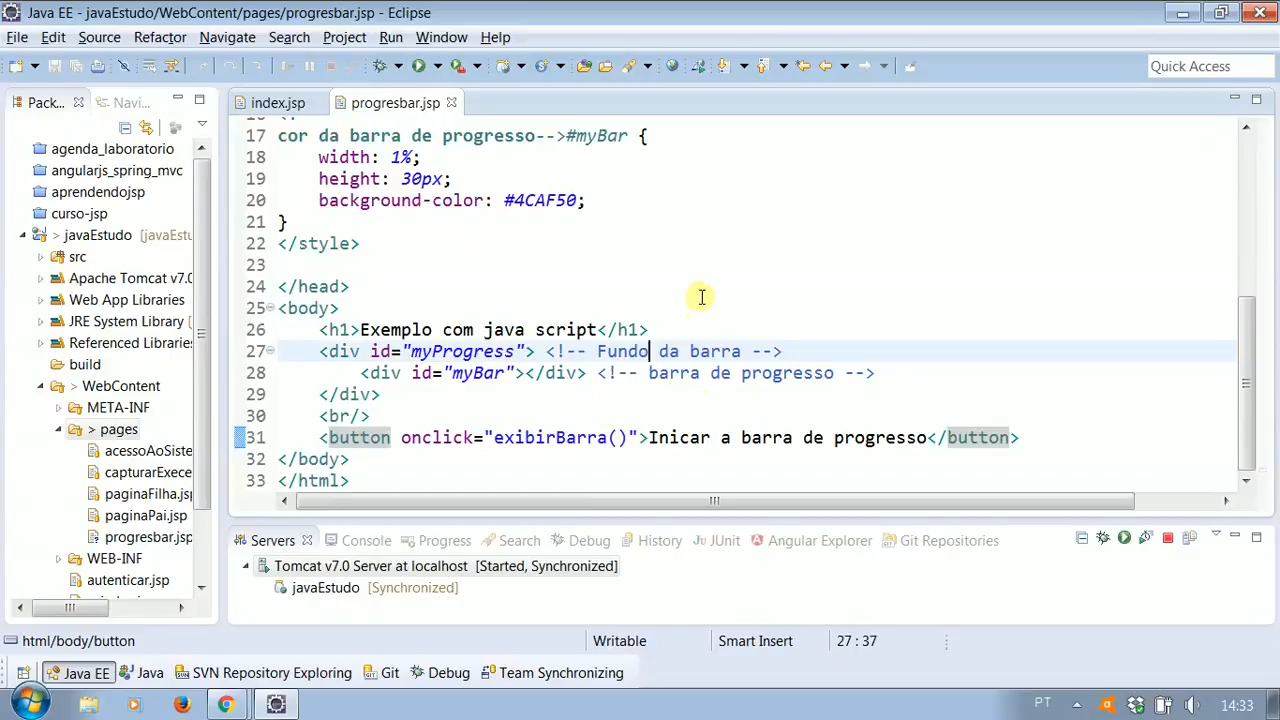 Java EE - javaEstudo/WebContent/pages/progresbar.jsp - Eclipse
File Edit Source Refactor Navigate Search Project Run Window Help
Quick Access
Pack... Navi...
index.jsp progresbar.jsp
agenda_laboratorio
angularjs_spring_mvc
aprendendojsp
curso-jsp
> javaEstudo [javaEstu
src
Apache Tomcat v7.0
Web App Libraries
JRE System Library
Referenced Libraries
build
> WebContent
META-INF
> pages
acessoAoSiste
capturarExece
paginaFilha.jsp
paginaPai.jsp
progresbar.jsp
WEB-INF
autenticar.jsp
17 cor da barra de progresso-->#myBar {
18 width: 1%;
19 height: 30px;
20 background-color: #4CAF50;
21 }
22 </style>
23
24 </head>
25 <body>
26 <h1>Exemplo com java script</h1>
27 <div id="myProgress"> <!-- Fundo da barra -->
28 <div id="myBar"></div> <!-- barra de progresso -->
29 </div>
30 <br/>
31 <button onclick="exibirBarra()">Inicar a barra de progresso</button>
32 </body>
33 </html>
Servers Console Progress Search Debug History JUnit Angular Explorer Git Repositories
Tomcat v7.0 Server at localhost [Started, Synchronized]
javaEstudo [Synchronized]
html/body/button Writable Smart Insert 27 : 37
Java EE Java SVN Repository Exploring Git Debug Team Synchronizing
PT 14:33